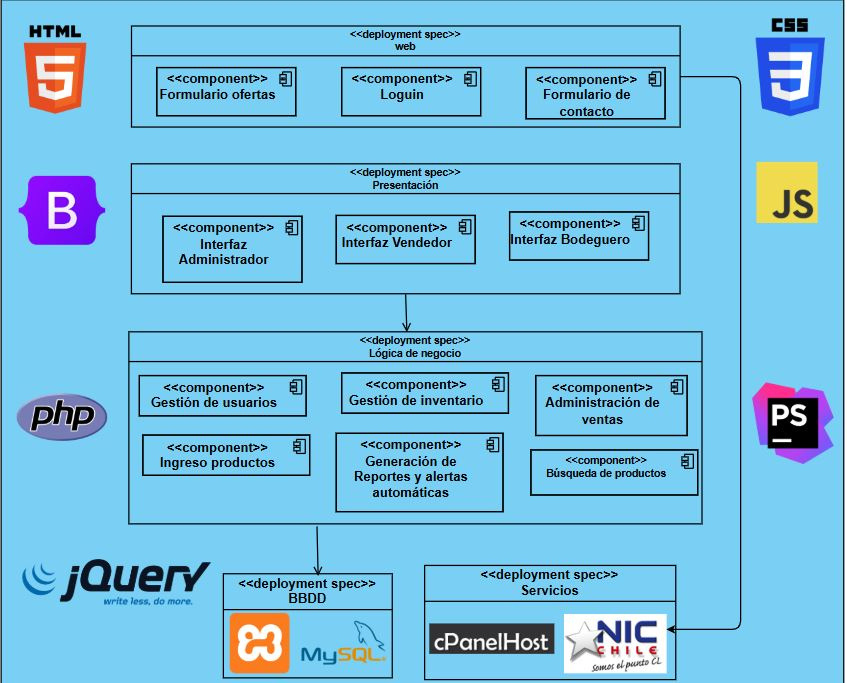 HTML
5
CSS
3
<<deployment spec>>
web
<<component>>
Formulario ofertas
<<component>>
Loguin
<<component>>
Formulario de
contacto
B
JS
<<deployment spec>>
Presentación
<<component>>
Interfaz
Administrador
<<component>>
Interfaz Vendedor
<<component>>
Interfaz Bodeguero
<<deployment spec>>
Lógica de negocio
<<component>>
Gestión de usuarios
<<component>>
Gestión de inventario
<<component>>
Administración de
ventas
<<component>>
Ingreso productos
<<component>>
Generación de
Reportes y alertas
automáticas
<<component>>
Búsqueda de productos
php
PS
jQuery
write less, do more.
<<deployment spec>>
BBDD
MySQL
<<deployment spec>>
Servicios
cPanelHost
NIC
CHILE
Somos el punto CL